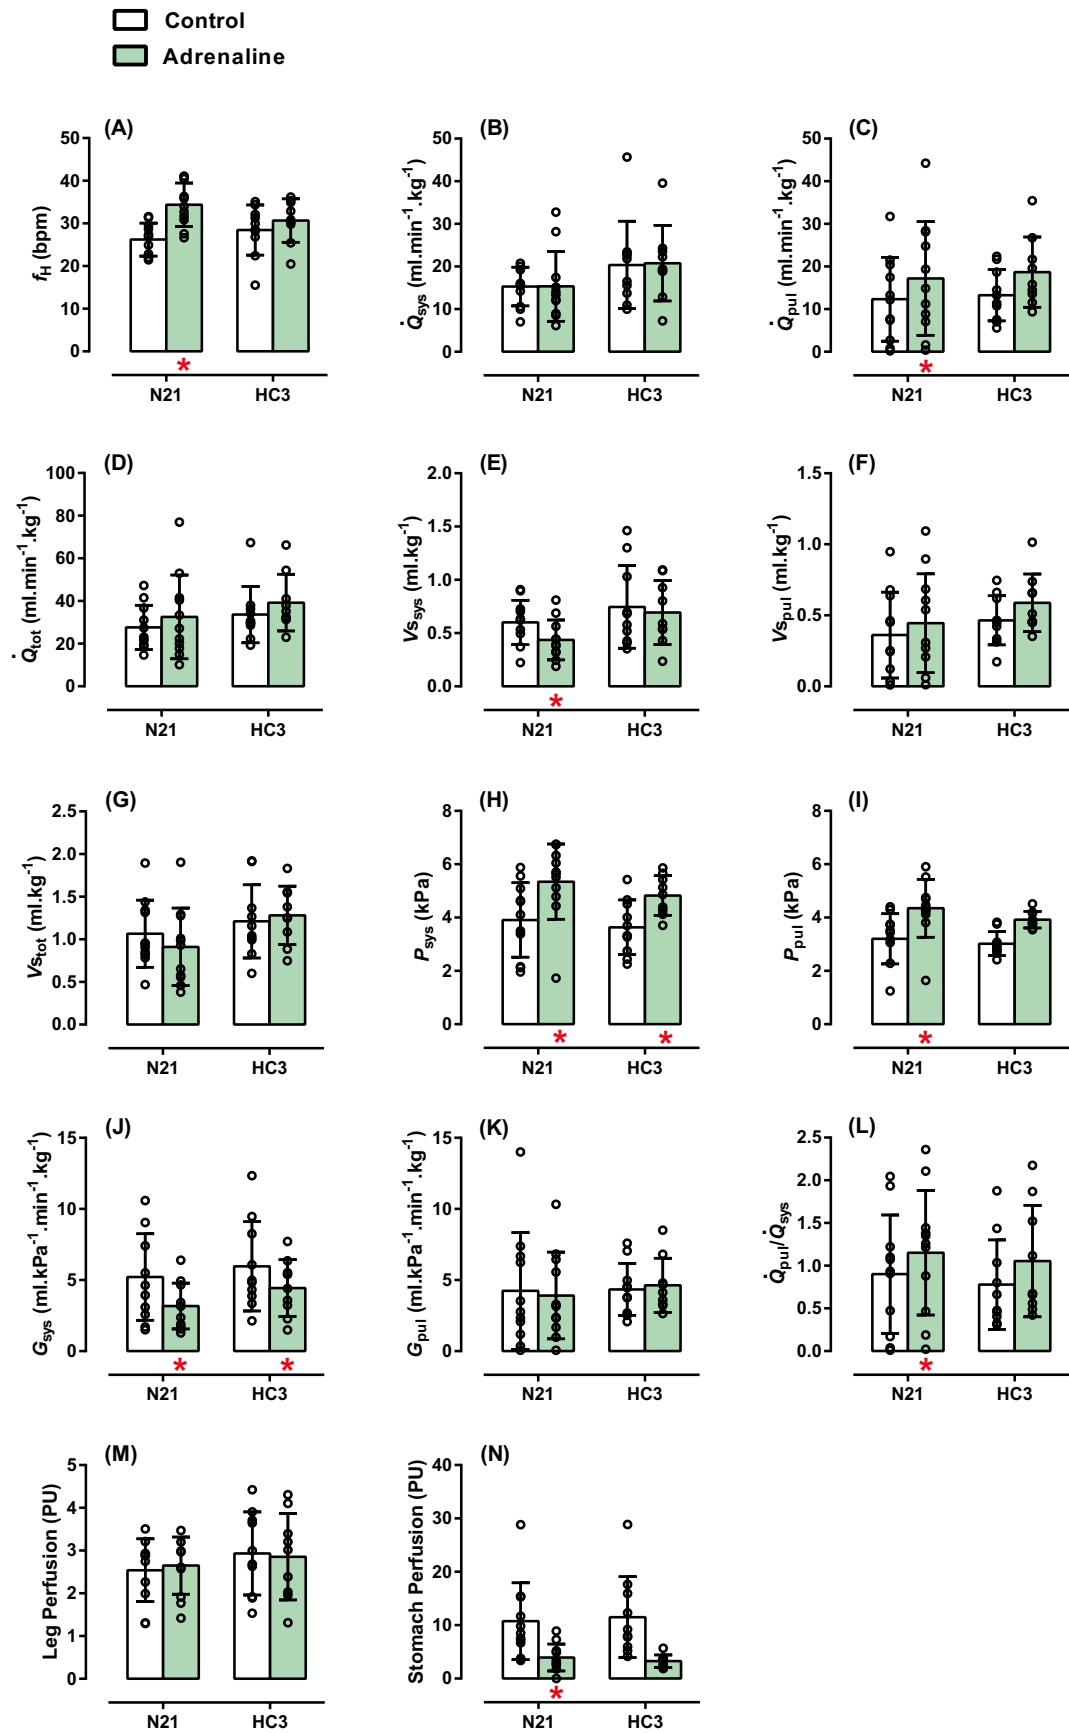 Control
Adrenaline
(A)
fH (bpm)
50
40
30
20
10
0
*
N21 HC3
(B)
Q̇sys (ml.min⁻¹.kg⁻¹)
50
40
30
20
10
0
N21 HC3
(C)
Q̇pul (ml.min⁻¹.kg⁻¹)
50
40
30
20
10
0
*
N21 HC3
(D)
Q̇tot (ml.min⁻¹.kg⁻¹)
100
80
60
40
20
0
N21 HC3
(E)
Vssys (ml.kg⁻¹)
2.0
1.5
1.0
0.5
0.0
*
N21 HC3
(F)
Vspul (ml.kg⁻¹)
1.5
1.0
0.5
0.0
N21 HC3
(G)
Vstot (ml.kg⁻¹)
2.5
2.0
1.5
1.0
0.5
0.0
N21 HC3
(H)
Psys (kPa)
8
6
4
2
0
* *
N21 HC3
(I)
Ppul (kPa)
8
6
4
2
0
*
N21 HC3
(J)
Gsys (ml.kPa⁻¹.min⁻¹.kg⁻¹)
15
10
5
0
* *
N21 HC3
(K)
Gpul (ml.kPa⁻¹.min⁻¹.kg⁻¹)
15
10
5
0
N21 HC3
(L)
Q̇pul/Q̇sys
2.5
2.0
1.5
1.0
0.5
0.0
*
N21 HC3
(M)
Leg Perfusion (PU)
5
4
3
2
1
0
N21 HC3
(N)
Stomach Perfusion (PU)
40
30
20
10
0
*
N21 HC3